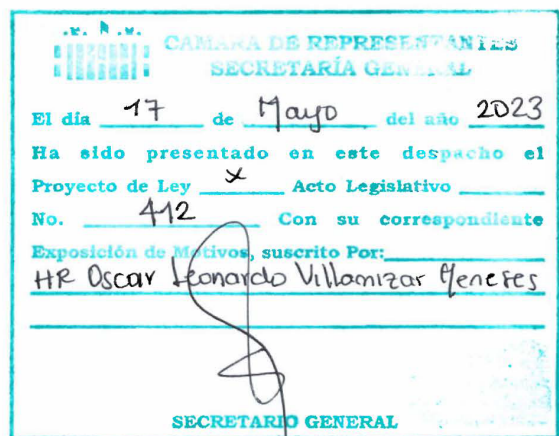 CAMARA DE REPRESENTANTES
SECRETARÍA GENERAL
El día 17 de Mayo del año 2023
Ha sido presentado en este despacho el
Proyecto de Ley x Acto Legislativo
No. 412 Con su correspondiente
Exposición de Motivos, suscrito Por:
HR Oscar Leonardo Villamizar Meneses
SECRETARIO GENERAL